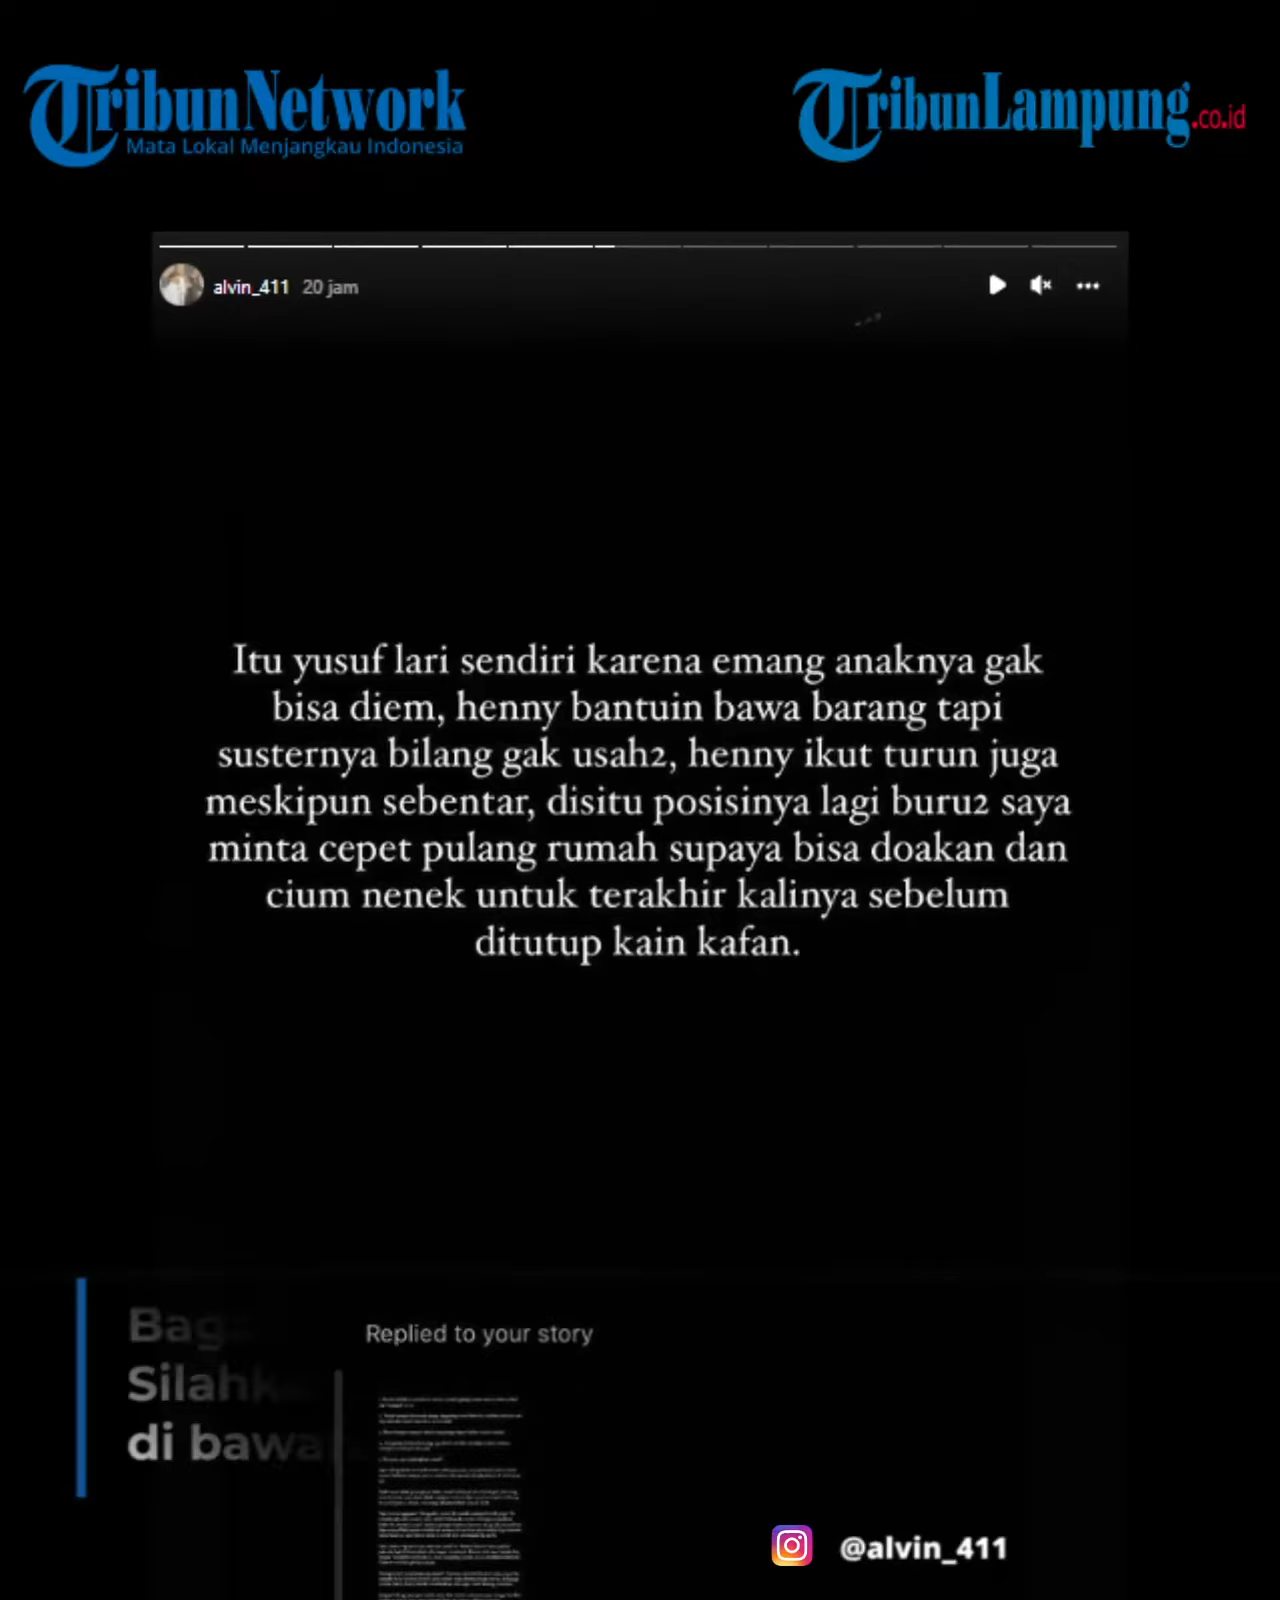 TribunNetwork
Mata Lokal Menjangkau Indonesia
TribunLampung.co.id
alvin_411 20 jam
Itu yusuf lari sendiri karena emang anaknya gak
bisa diem, henny bantuin bawa barang tapi
susternya bilang gak usah2, henny ikut turun juga
meskipun sebentar, disitu posisinya lagi buru2 saya
minta cepet pulang rumah supaya bisa doakan dan
cium nenek untuk terakhir kalinya sebelum
ditutup kain kafan.
Replied to your story
di
@alvin_411